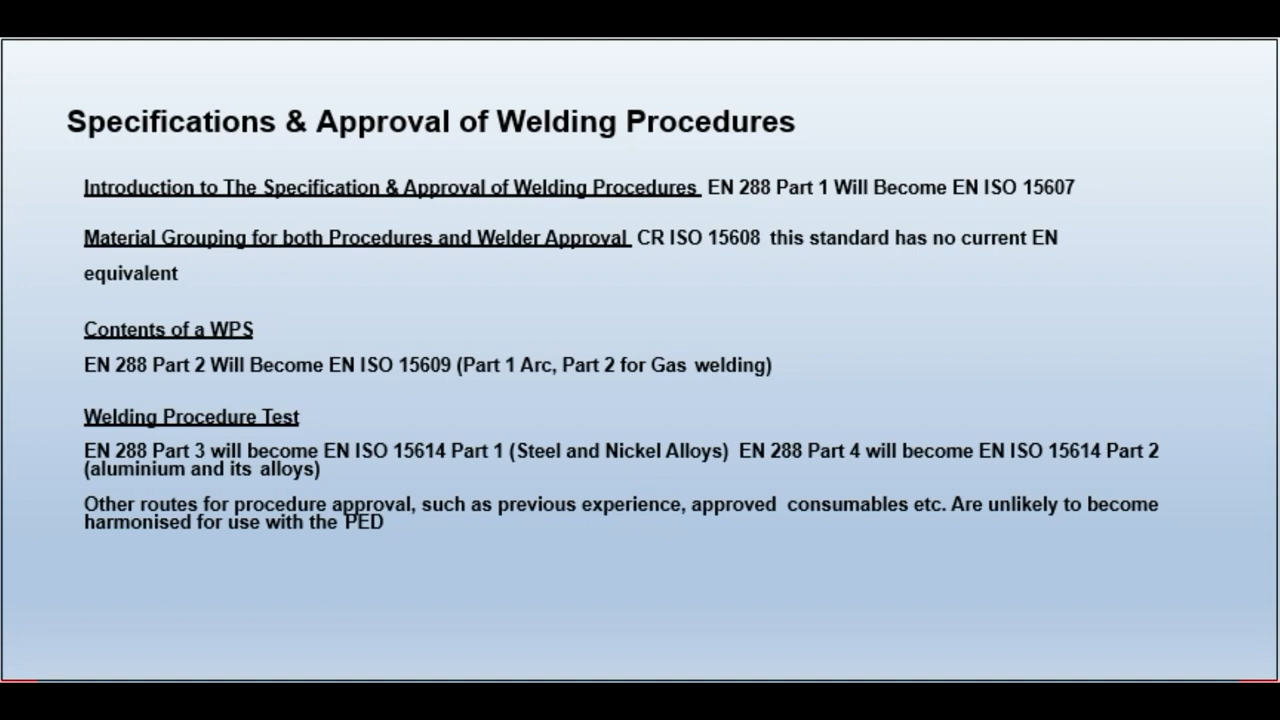 Specifications & Approval of Welding Procedures
Introduction to The Specification & Approval of Welding Procedures EN 288 Part 1 Will Become EN ISO 15607
Material Grouping for both Procedures and Welder Approval CR ISO 15608 this standard has no current EN
equivalent
Contents of a WPS
EN 288 Part 2 Will Become EN ISO 15609 (Part 1 Arc, Part 2 for Gas welding)
Welding Procedure Test
EN 288 Part 3 will become EN ISO 15614 Part 1 (Steel and Nickel Alloys) EN 288 Part 4 will become EN ISO 15614 Part 2
(aluminium and its alloys)
Other routes for procedure approval, such as previous experience, approved consumables etc. Are unlikely to become
harmonised for use with the PED